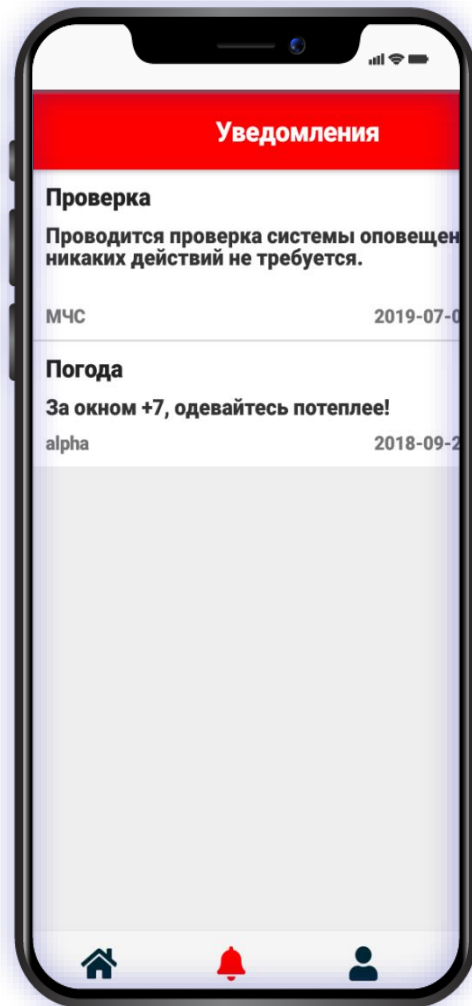 Уведомления
Проверка
Проводится проверка системы оповещен
никаких действий не требуется.
МЧС 2019-07-0
Погода
За окном +7, одевайтесь потеплее!
alpha 2018-09-2